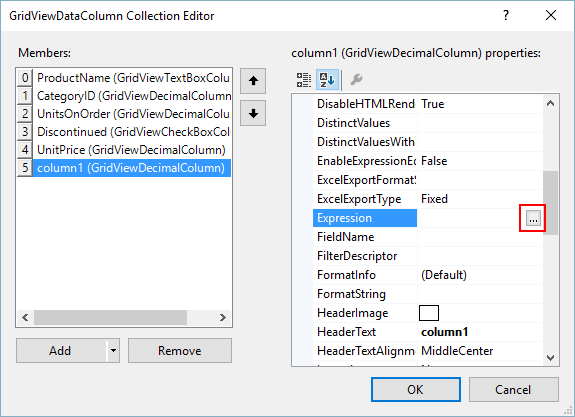 GridViewDataColumn Collection Editor
?
Members:
0 ProductName (GridViewTextBoxColu
1 CategoryID (GridViewDecimalColumn
2 UnitsOnOrder (GridViewDecimalColu
3 Discontinued (GridViewCheckBoxCol
4 UnitPrice (GridViewDecimalColumn)
5 column1 (GridViewDecimalColumn)
Add
Remove
column1 (GridViewDecimalColumn) properties:
DisableHTMLRend True
DistinctValues
DistinctValuesWith
EnableExpressionEc False
ExcelExportFormatS
ExcelExportType Fixed
Expression ...
FieldName
FilterDescriptor
FormatInfo (Default)
FormatString
HeaderImage
HeaderText column1
HeaderTextAlignm MiddleCenter
OK
Cancel